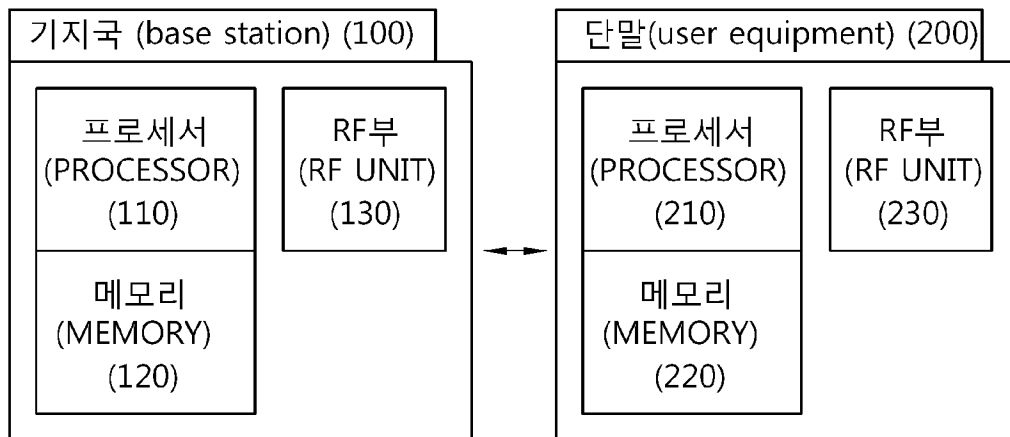 기지국 (base station) (100)
프로세서
(PROCESSOR)
(110)
RF부
(RF UNIT)
(130)
메모리
(MEMORY)
(120)
단말(user equipment) (200)
프로세서
(PROCESSOR)
(210)
RF부
(RF UNIT)
(230)
메모리
(MEMORY)
(220)